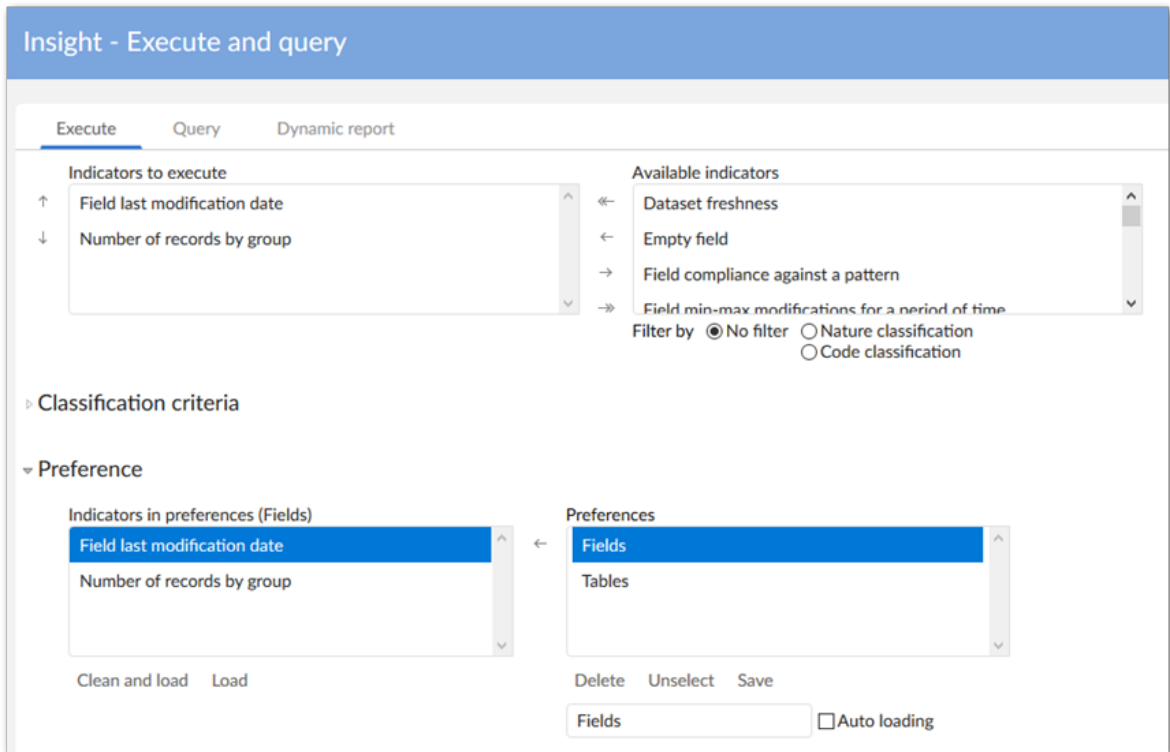 Insight - Execute and query
Execute Query Dynamic report
Indicators to execute Available indicators
Field last modification date Dataset freshness
Number of records by group Empty field
Field compliance against a pattern
Field min-max modifications for a period of time
Filter by No filter Nature classification
Code classification
Classification criteria
Preference
Indicators in preferences (Fields) Preferences
Field last modification date Fields
Number of records by group Tables
Clean and load Load Delete Unselect Save
Fields Auto loading